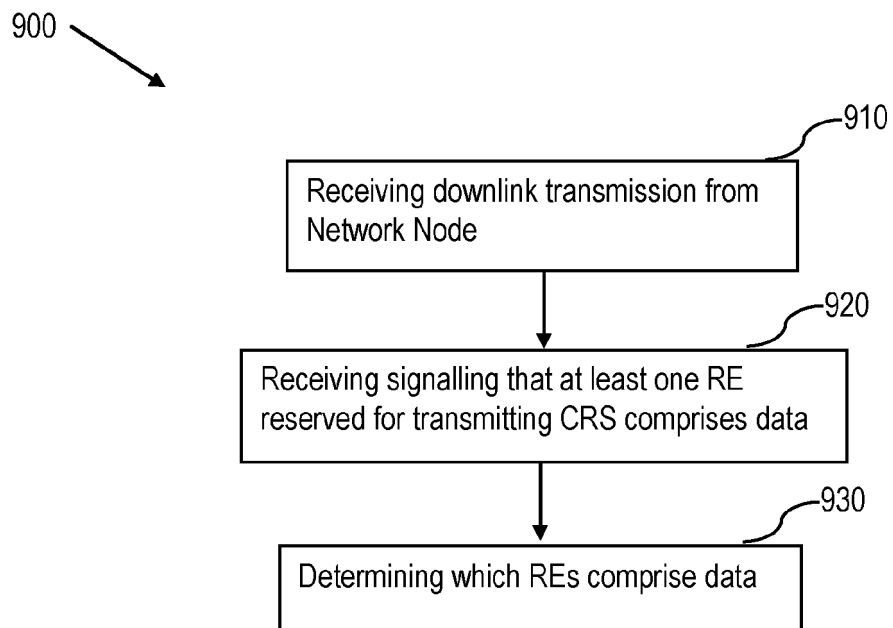 900
910
Receiving downlink transmission from
Network Node
920
Receiving signalling that at least one RE
reserved for transmitting CRS comprises data
930
Determining which REs comprise data